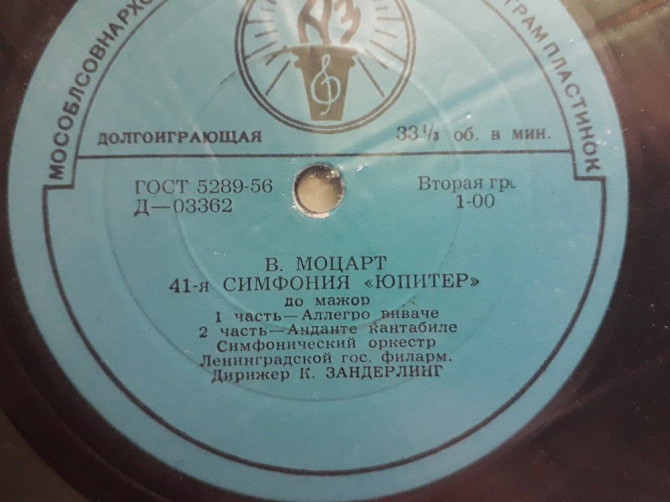 МОСОБЛСОВНАРХО
ГРАМПЛАСТИНОК
ДОЛГОИГРАЮЩАЯ 33⅓ об. в мин.
ГОСТ 5289-56 Вторая гр.
Д—03362 1-00
В. МОЦАРТ
41-я СИМФОНИЯ «ЮПИТЕР»
до мажор
1 часть—Аллегро виваче
2 часть—Анданте кантабиле
Симфонический оркестр
Ленинградской гос. филарм.
Дирижер К. ЗАНДЕРЛИНГ